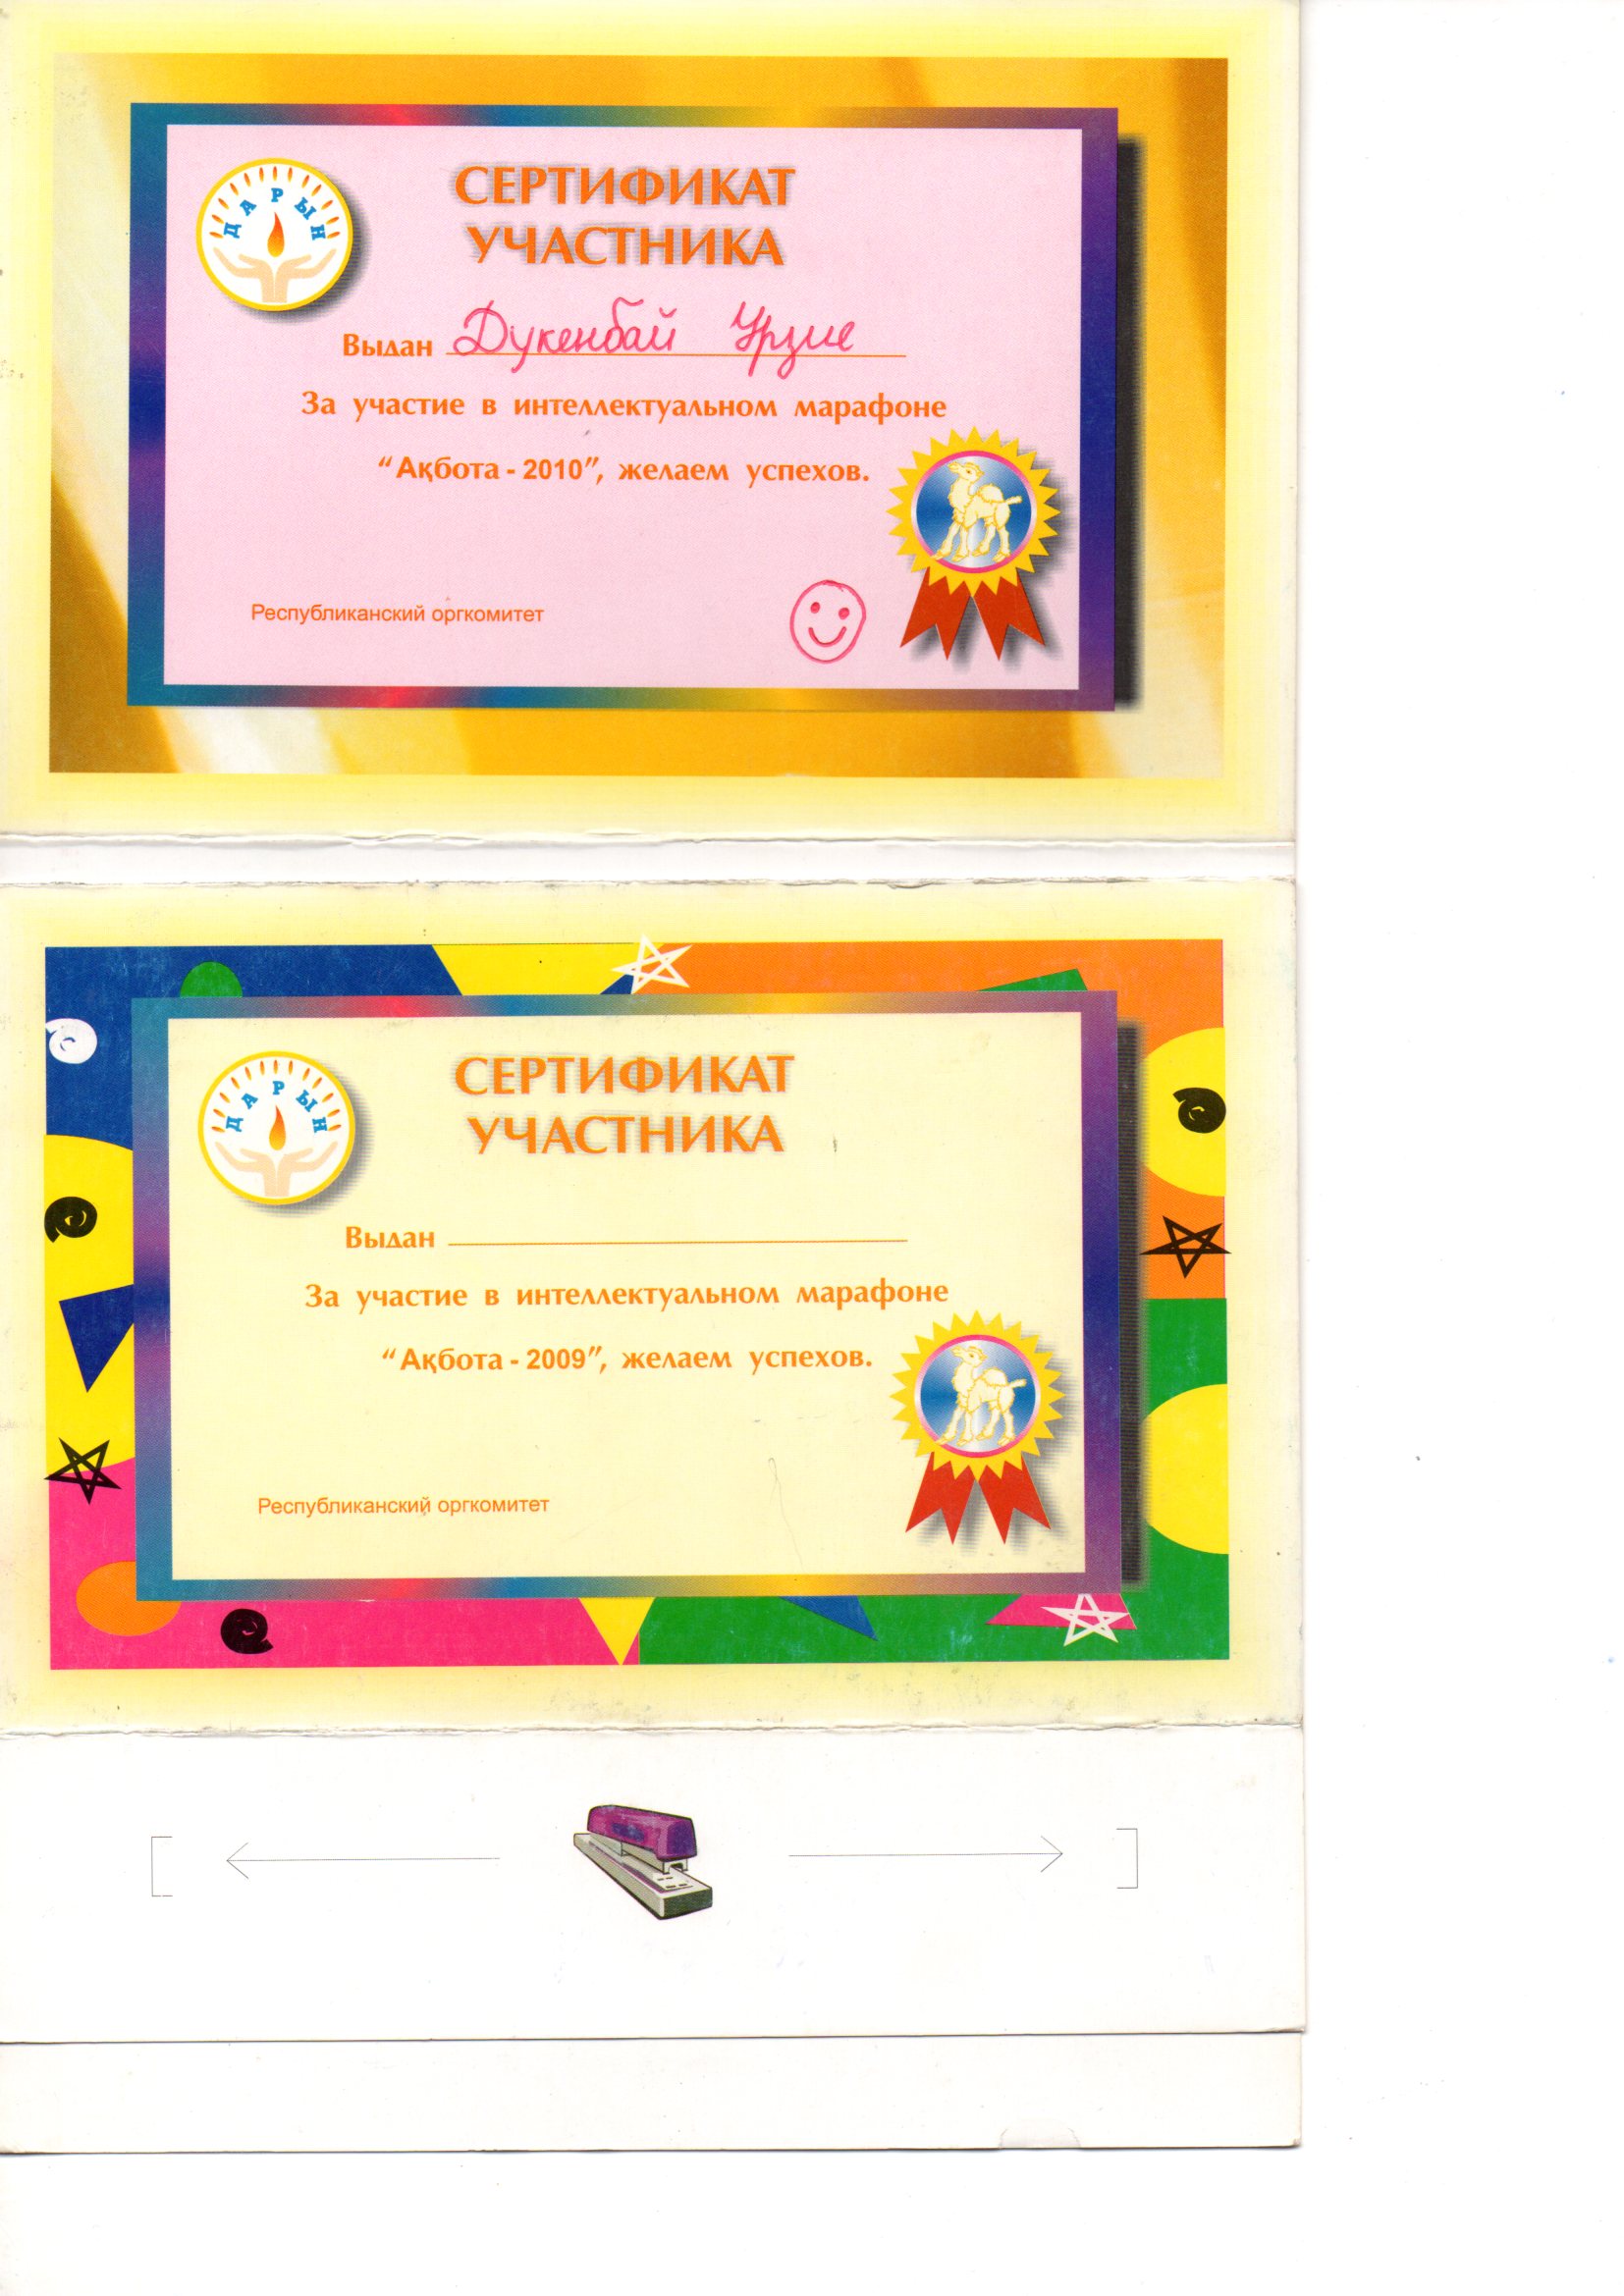 ДАРЫН
СЕРТИФИКАТ
УЧАСТНИКА
Выдан Дукенбай Урзие
За участие в интеллектуальном марафоне
“Ақбота - 2010”, желаем успехов.
Республиканский оргкомитет
ДАРЫН
СЕРТИФИКАТ
УЧАСТНИКА
Выдан
За участие в интеллектуальном марафоне
“Ақбота - 2009”, желаем успехов.
Республиканский оргкомитет